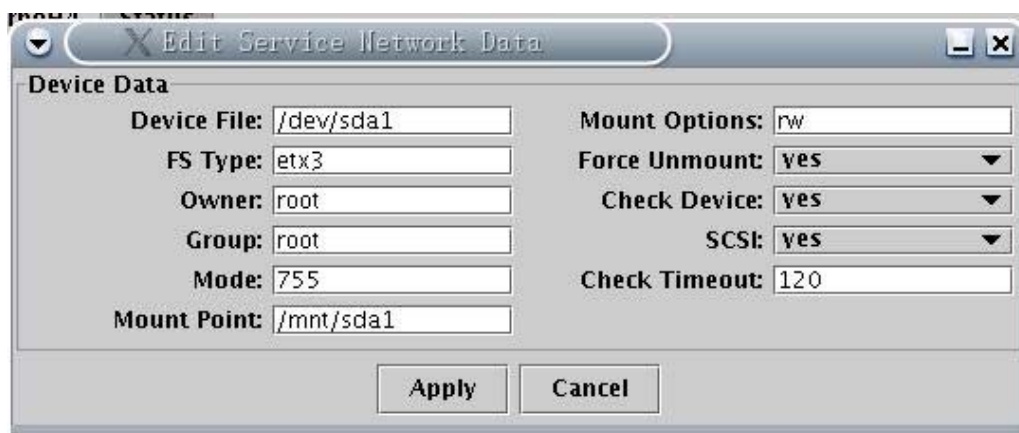 Status
Edit Service Network Data
Device Data
Device File: /dev/sda1
Mount Options: rw
FS Type: etx3
Force Unmount: yes
Owner: root
Check Device: yes
Group: root
SCSI: yes
Mode: 755
Check Timeout: 120
Mount Point: /mnt/sda1
Apply
Cancel